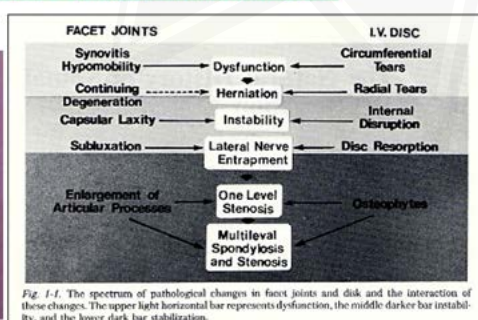 FACET JOINTS
I.V. DISC
Synovitis
Hypomobility
Dysfunction
Circumferential
Tears
Continuing
Degeneration
Herniation
Radial Tears
Capsular Laxity
Instability
Internal
Disruption
Subluxation
Lateral Nerve
Entrapment
Disc Resorption
Enlargement of
Articular Processes
One Level
Stenosis
Osteophytes
Multileval
Spondylosis
and Stenosis
Fig. 1-1. The spectrum of pathological changes in facet joints and disk and the interaction of
these changes. The upper light horizontal bar represents dysfunction, the middle darker bar instabil-
ity, and the lower dark bar stabilization.